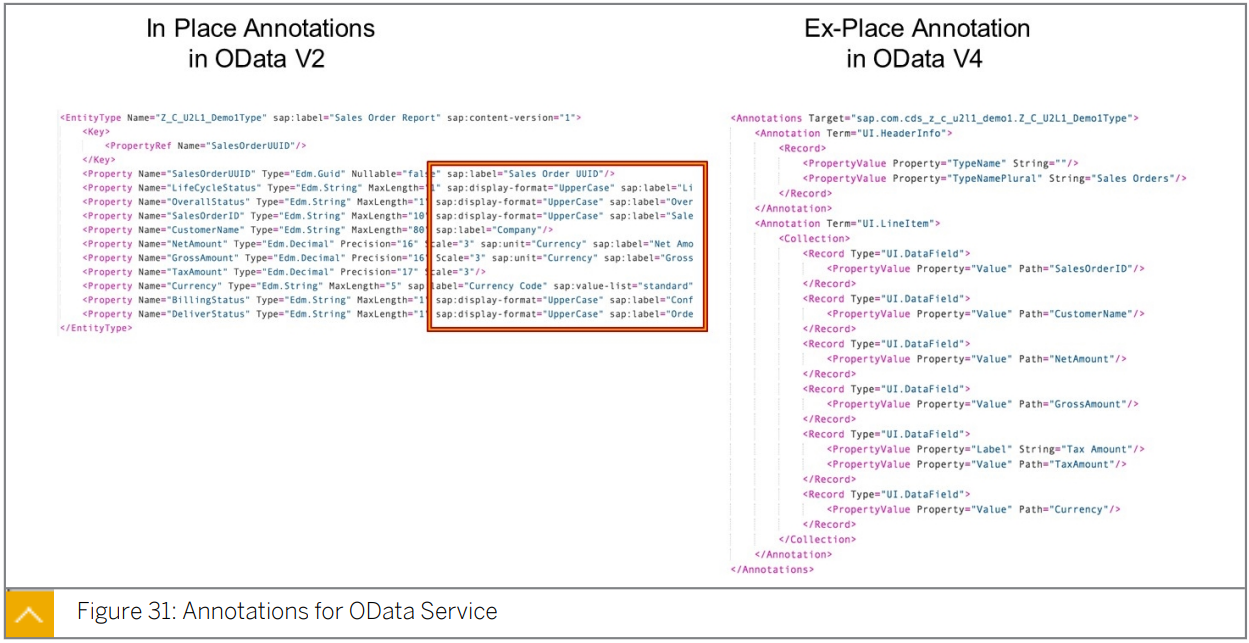 In Place Annotations
in OData V2
<EntityType Name="Z_C_U2L1_Demo1Type" sap:label="Sales Order Report" sap:content-version="1">
<Key>
<PropertyRef Name="SalesOrderUUID"/>
</Key>
<Property Name="SalesOrderUUID" Type="Edm.Guid" Nullable="false" sap:label="Sales Order UUID"/>
<Property Name="LifeCycleStatus" Type="Edm.String" MaxLength="1" sap:display-format="UpperCase" sap:label="Li
<Property Name="OverallStatus" Type="Edm.String" MaxLength="1" sap:display-format="UpperCase" sap:label="Over
<Property Name="SalesOrderID" Type="Edm.String" MaxLength="10" sap:display-format="UpperCase" sap:label="Sale
<Property Name="CustomerName" Type="Edm.String" MaxLength="80" sap:label="Company"/>
<Property Name="NetAmount" Type="Edm.Decimal" Precision="16" Scale="3" sap:unit="Currency" sap:label="Net Amo
<Property Name="GrossAmount" Type="Edm.Decimal" Precision="16" Scale="3" sap:unit="Currency" sap:label="Gross
<Property Name="TaxAmount" Type="Edm.Decimal" Precision="17" Scale="3"/>
<Property Name="Currency" Type="Edm.String" MaxLength="5" sap:label="Currency Code" sap:value-list="standard"
<Property Name="BillingStatus" Type="Edm.String" MaxLength="1" sap:display-format="UpperCase" sap:label="Conf
<Property Name="DeliverStatus" Type="Edm.String" MaxLength="1" sap:display-format="UpperCase" sap:label="Orde
</EntityType>
Ex-Place Annotation
in OData V4
<Annotations Target="sap.com.cds_z_c_u2l1_demo1.Z_C_U2L1_Demo1Type">
<Annotation Term="UI.HeaderInfo">
<Record>
<PropertyValue Property="TypeName" String=""/>
<PropertyValue Property="TypeNamePlural" String="Sales Orders"/>
</Record>
</Annotation>
<Annotation Term="UI.LineItem">
<Collection>
<Record Type="UI.DataField">
<PropertyValue Property="Value" Path="SalesOrderID"/>
</Record>
<Record Type="UI.DataField">
<PropertyValue Property="Value" Path="CustomerName"/>
</Record>
<Record Type="UI.DataField">
<PropertyValue Property="Value" Path="NetAmount"/>
</Record>
<Record Type="UI.DataField">
<PropertyValue Property="Value" Path="GrossAmount"/>
</Record>
<Record Type="UI.DataField">
<PropertyValue Property="Label" String="Tax Amount"/>
<PropertyValue Property="Value" Path="TaxAmount"/>
</Record>
<Record Type="UI.DataField">
<PropertyValue Property="Value" Path="Currency"/>
</Record>
</Collection>
</Annotation>
</Annotations>
Figure 31: Annotations for OData Service